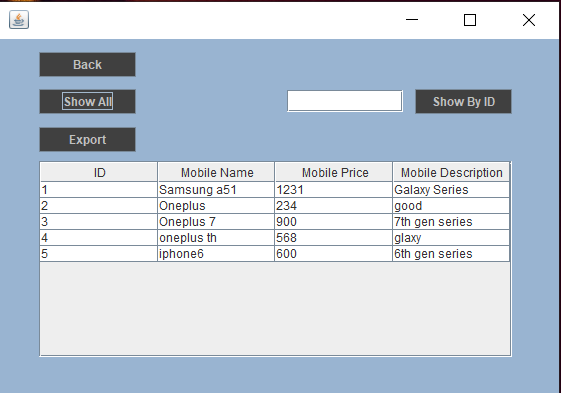 Back
Show All Show By ID
Export
ID Mobile Name Mobile Price Mobile Description
1 Samsung a51 1231 Galaxy Series
2 Oneplus 234 good
3 Oneplus 7 900 7th gen series
4 oneplus th 568 glaxy
5 iphone6 600 6th gen series